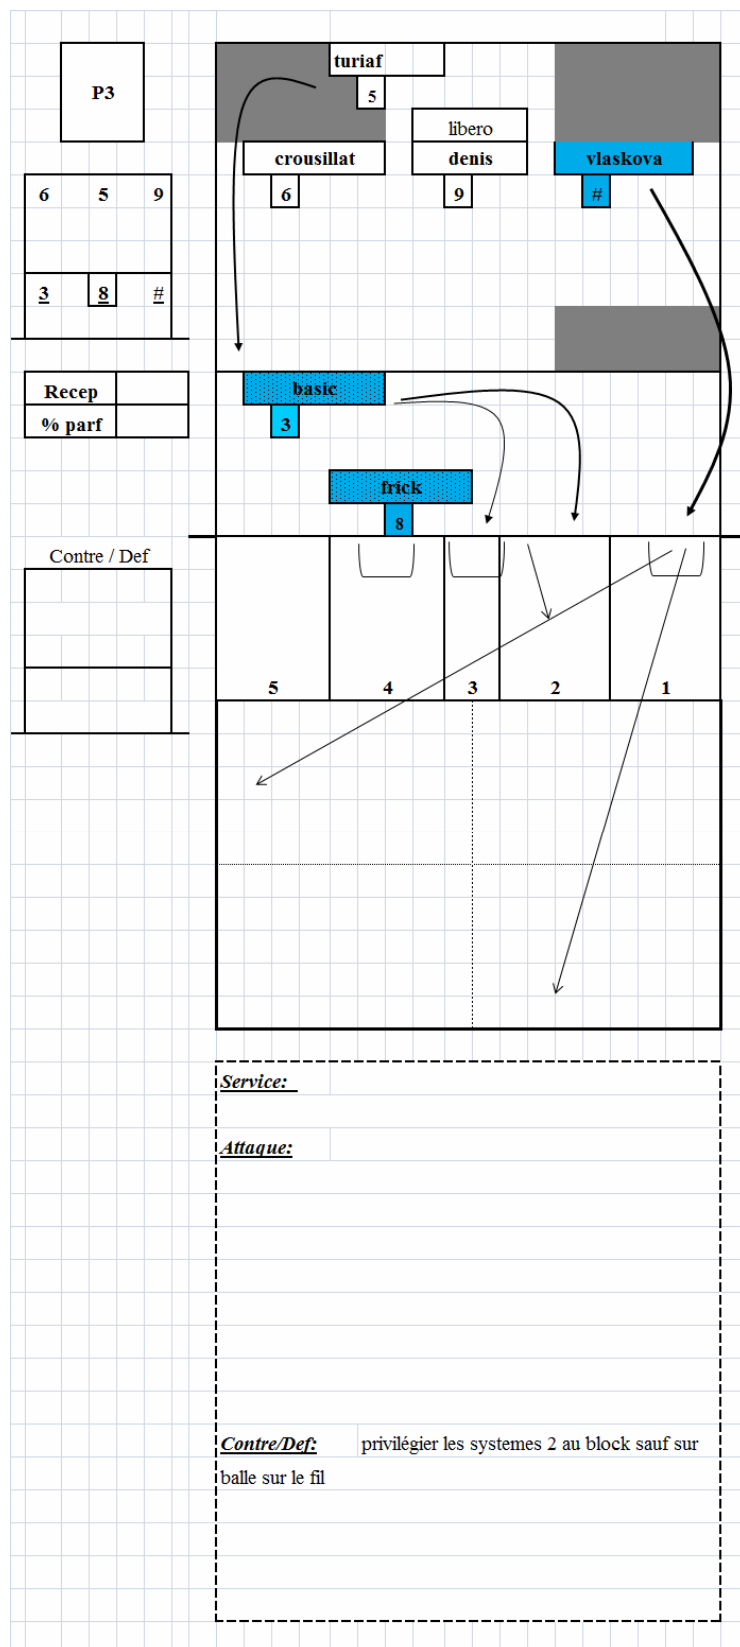 P3
turiaf
5
libero
crousillat denis vlaskova
6 9 #
6 5 9
3 8 #
Recep
% parf
basic
3
frick
8
Contre / Def
5 4 3 2 1
Service:
Attaque:
Contre/Def: privilégier les systemes 2 au block sauf sur
balle sur le fil